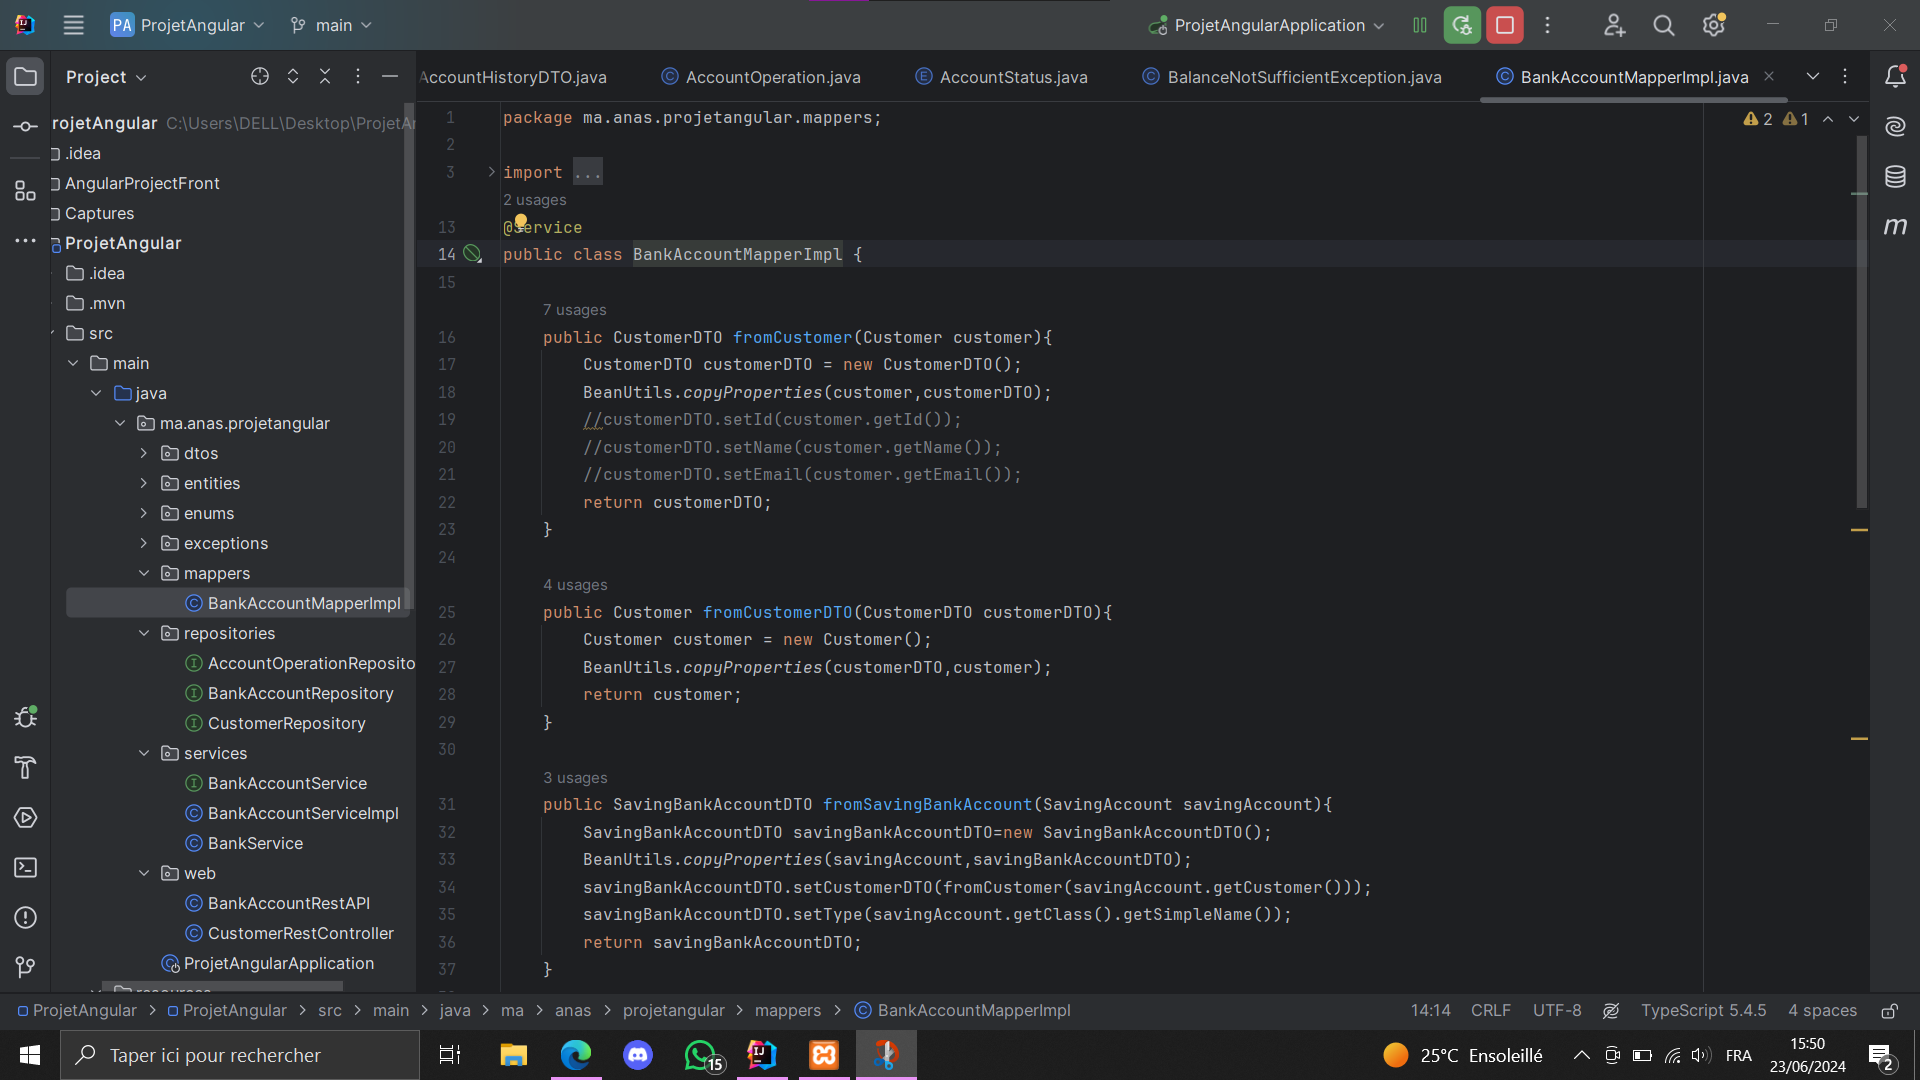 PA ProjetAngular main ProjetAngularApplication
Project
AccountHistoryDTO.java AccountOperation.java AccountStatus.java BalanceNotSufficientException.java BankAccountMapperImpl.java
rojetAngular C:\Users\DELL\Desktop\ProjetA
.idea
AngularProjectFront
Captures
ProjetAngular
.idea
.mvn
src
main
java
ma.anas.projetangular
dtos
entities
enums
exceptions
mappers
BankAccountMapperImpl
repositories
AccountOperationReposito
BankAccountRepository
CustomerRepository
services
BankAccountService
BankAccountServiceImpl
BankService
web
BankAccountRestAPI
CustomerRestController
ProjetAngularApplication
2 1
1 package ma.anas.projetangular.mappers;
2
3 import ...
2 usages
13 @Service
14 public class BankAccountMapperImpl {
15
7 usages
16 public CustomerDTO fromCustomer(Customer customer){
17 CustomerDTO customerDTO = new CustomerDTO();
18 BeanUtils.copyProperties(customer,customerDTO);
19 //customerDTO.setId(customer.getId());
20 //customerDTO.setName(customer.getName());
21 //customerDTO.setEmail(customer.getEmail());
22 return customerDTO;
23 }
24
4 usages
25 public Customer fromCustomerDTO(CustomerDTO customerDTO){
26 Customer customer = new Customer();
27 BeanUtils.copyProperties(customerDTO,customer);
28 return customer;
29 }
30
3 usages
31 public SavingBankAccountDTO fromSavingBankAccount(SavingAccount savingAccount){
32 SavingBankAccountDTO savingBankAccountDTO=new SavingBankAccountDTO();
33 BeanUtils.copyProperties(savingAccount,savingBankAccountDTO);
34 savingBankAccountDTO.setCustomerDTO(fromCustomer(savingAccount.getCustomer()));
35 savingBankAccountDTO.setType(savingAccount.getClass().getSimpleName());
36 return savingBankAccountDTO;
37 }
ProjetAngular > ProjetAngular > src > main > java > ma > anas > projetangular > mappers > BankAccountMapperImpl 14:14 CRLF UTF-8 TypeScript 5.4.5 4 spaces
Taper ici pour rechercher 15 25°C Ensoleillé FRA 15:50
23/06/2024 2